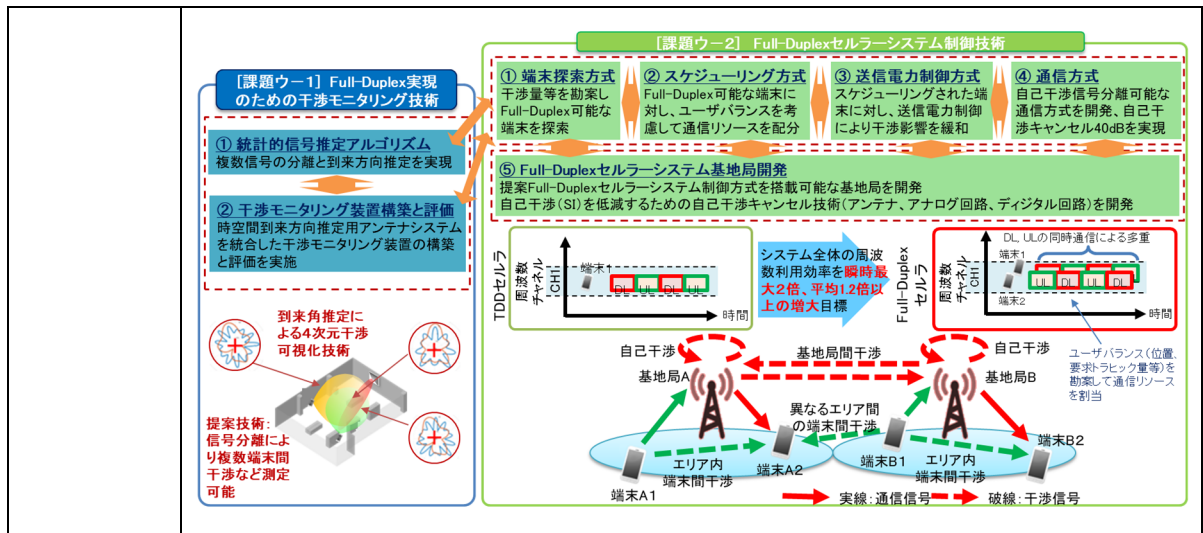 [課題ウー1] Full-Duplex実現
のための干渉モニタリング技術
① 統計的信号推定アルゴリズム
複数信号の分離と到来方向推定を実現
② 干渉モニタリング装置構築と評価
時空間到来方向推定用アンテナシステム
を統合した干渉モニタリング装置の構築
と評価を実施
到来角推定に
よる4次元干渉
可視化技術
提案技術:
信号分離によ
り複数端末間
干渉など測定
可能
[課題ウー2] Full-Duplexセルラーシステム制御技術
① 端末探索方式
干渉量等を勘案し
Full-Duplex可能な
端末を探索
② スケジューリング方式
Full-Duplex可能な端末に
対し、ユーザバランスを考
慮して通信リソースを配分
③ 送信電力制御方式
スケジューリングされた端
末に対し、送信電力制御
により干渉影響を緩和
④ 通信方式
自己干渉信号分離可能な
通信方式を開発、自己干
渉キャンセル40dBを実現
⑤ Full-Duplexセルラーシステム基地局開発
提案Full-Duplexセルラーシステム制御方式を搭載可能な基地局を開発
自己干渉(SI)を低減するための自己干渉キャンセル技術(アンテナ、アナログ回路、ディジタル回路)を開発
TDDセルラ
周波数
チャネル
CH1
端末1
DL UL DL UL
時間
システム全体の周波
数利用効率を瞬時最
大2倍、平均1.2倍以
上の増大目標
Full-Duplex
セルラ
周波数
チャネル
CH1
DL, ULの同時通信による多重
端末1
端末2
UL DL UL DL
時間
ユーザバランス(位置、
要求トラヒック量等)を
勘案して通信リソース
を割当
自己干渉
基地局間干渉
自己干渉
基地局A
基地局B
異なるエリア間
の端末間干渉
エリア内
端末間干渉
端末A1
端末A2
端末B1
エリア内
端末間干渉
端末B2
実線:通信信号
破線:干渉信号